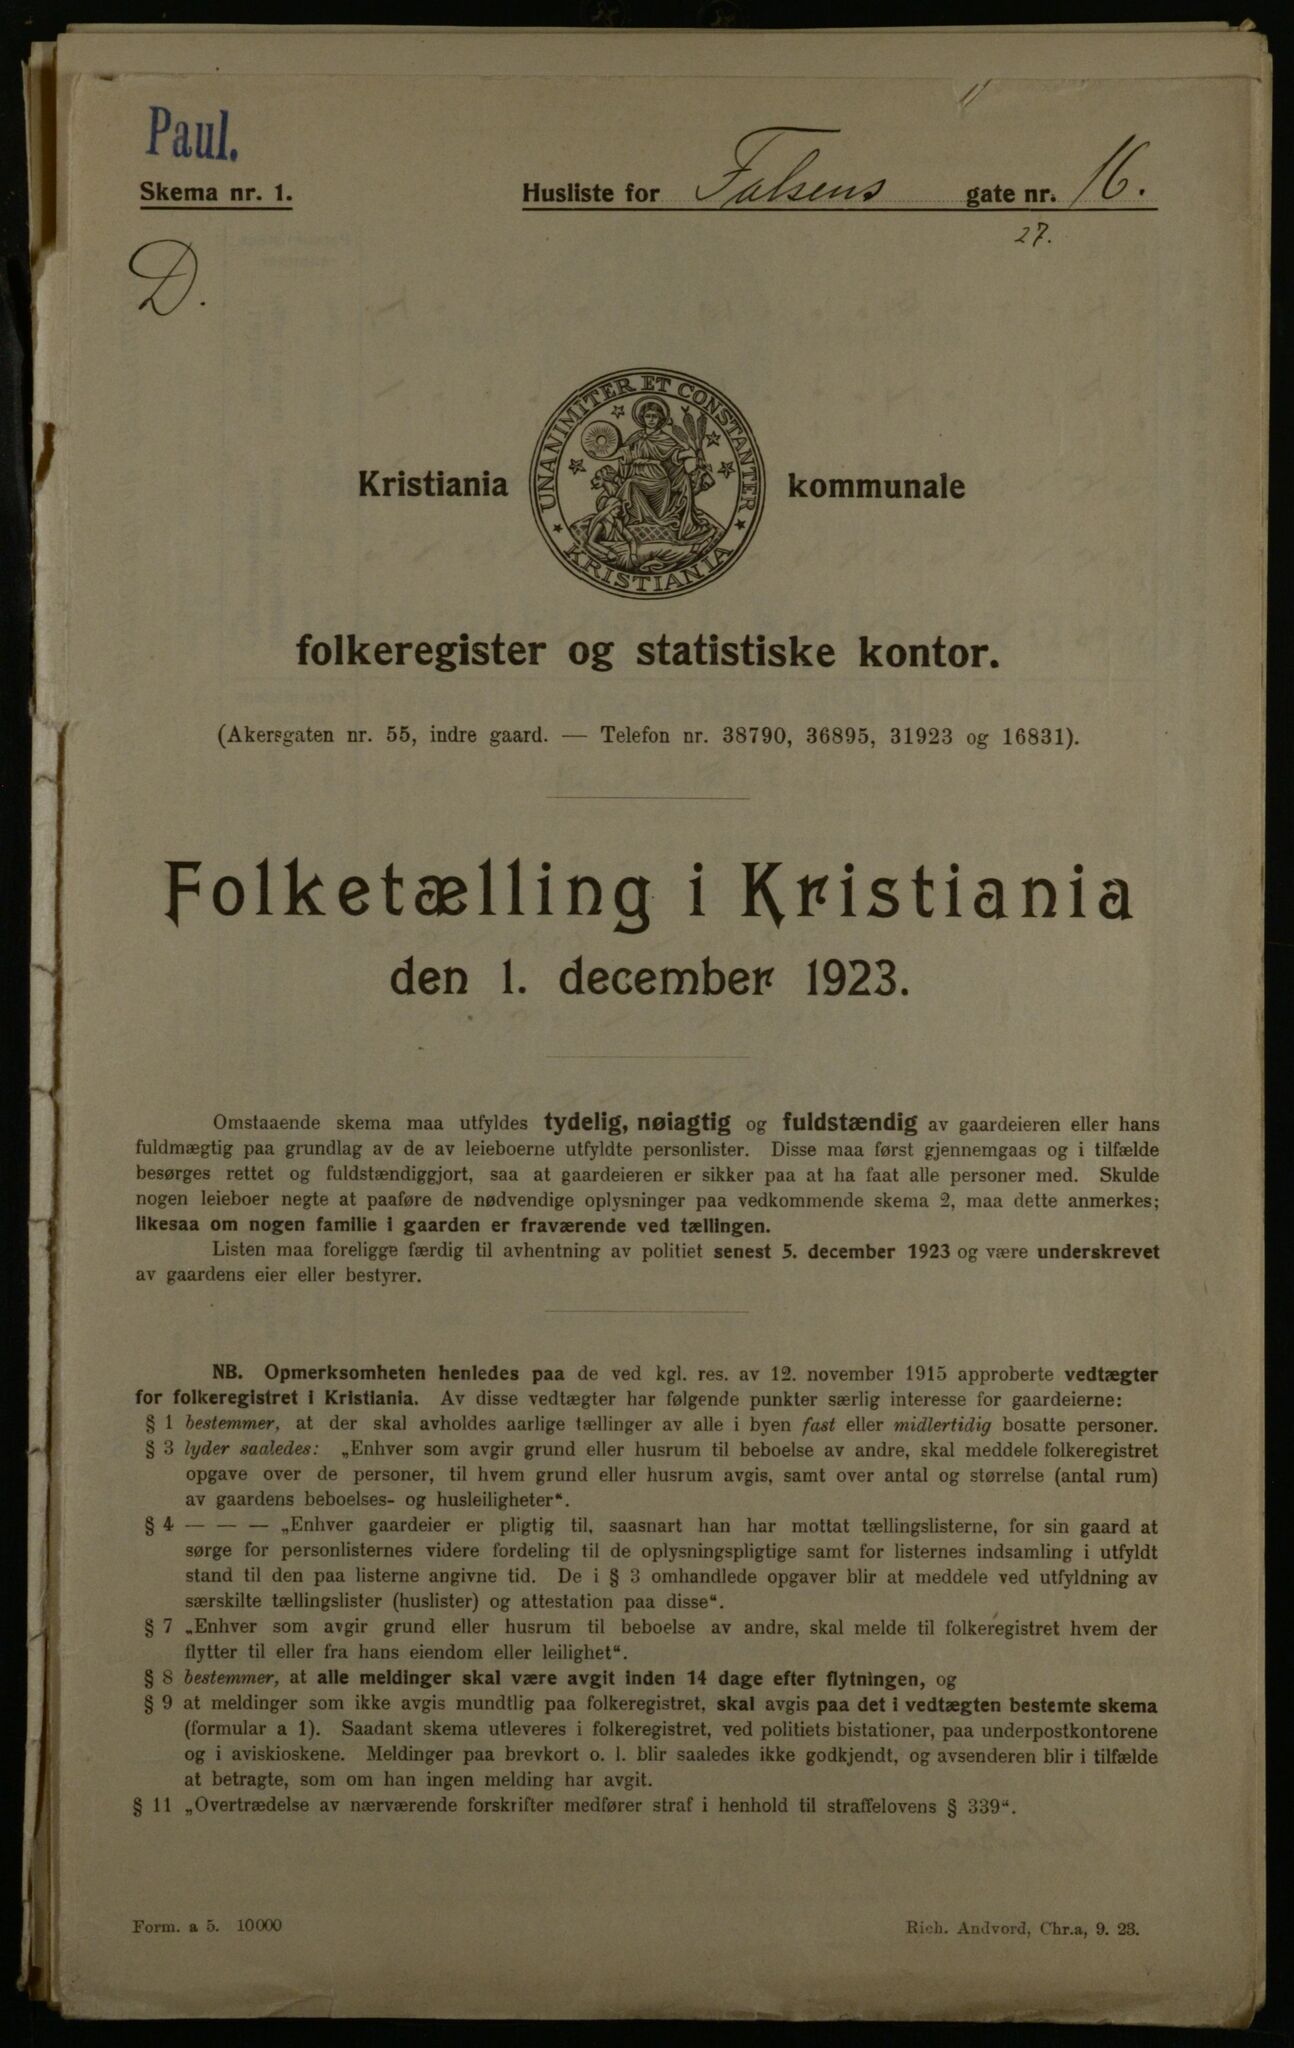 Paul.
Skema nr. 1.
Husliste for Falsens gate nr. 16.
27.
D.
UNANIMITER ET CONSTANTER
KRISTIANIA
Kristiania kommunale
folkeregister og statistiske kontor.
(Akersgaten nr. 55, indre gaard. — Telefon nr. 38790, 36895, 31923 og 16831).
Folketælling i Kristiania
den 1. december 1923.
Omstaaende skema maa utfyldes tydelig, nøiagtig og fuldstændig av gaardeieren eller hans
fuldmægtig paa grundlag av de av leieboerne utfyldte personlister. Disse maa først gjennemgaas og i tilfælde
besørges rettet og fuldstændiggjort, saa at gaardeieren er sikker paa at ha faat alle personer med. Skulde
nogen leieboer negte at paaføre de nødvendige oplysninger paa vedkommende skema 2, maa dette anmerkes;
likesaa om nogen familie i gaarden er fraværende ved tællingen.
Listen maa foreligge færdig til avhentning av politiet senest 5. december 1923 og være underskrevet
av gaardens eier eller bestyrer.
NB. Opmerksomheten henledes paa de ved kgl. res. av 12. november 1915 approberte vedtægter
for folkeregistret i Kristiania. Av disse vedtægter har følgende punkter særlig interesse for gaardeierne:
§ 1 bestemmer, at der skal avholdes aarlige tællinger av alle i byen fast eller midlertidig bosatte personer.
§ 3 lyder saaledes: „Enhver som avgir grund eller husrum til beboelse av andre, skal meddele folkeregistret
opgave over de personer, til hvem grund eller husrum avgis, samt over antal og størrelse (antal rum)
av gaardens beboelses- og husleiligheter“.
§ 4 — — — „Enhver gaardeier er pligtig til, saasnart han har mottat tællingslisterne, for sin gaard at
sørge for personlisternes videre fordeling til de oplysningspligtige samt for listernes indsamling i utfyldt
stand til den paa listerne angivne tid. De i § 3 omhandlede opgaver blir at meddele ved utfyldning av
særskilte tællingslister (huslister) og attestation paa disse“.
§ 7 „Enhver som avgir grund eller husrum til beboelse av andre, skal melde til folkeregistret hvem der
flytter til eller fra hans eiendom eller leilighet“.
§ 8 bestemmer, at alle meldinger skal være avgit inden 14 dage efter flytningen, og
§ 9 at meldinger som ikke avgis mundtlig paa folkeregistret, skal avgis paa det i vedtægten bestemte skema
(formular a 1). Saadant skema utleveres i folkeregistret, ved politiets bistationer, paa underpostkontorene
og i aviskioskene. Meldinger paa brevkort o. l. blir saaledes ikke godkjendt, og avsenderen blir i tilfælde
at betragte, som om han ingen melding har avgit.
§ 11 „Overtrædelse av nærværende forskrifter medfører straf i henhold til straffelovens § 339“.
Form. a 5. 10000
Rich. Andvord, Chr.a, 9. 23.